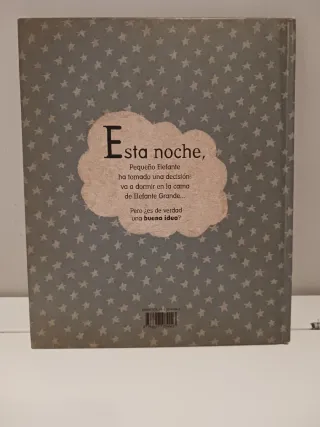 Esta noche,
Pequeño Elefante
ha tomado una decisión:
va a dormir en la cama
de Elefante Grande...
Pero ¿es de verdad
una buena idea?